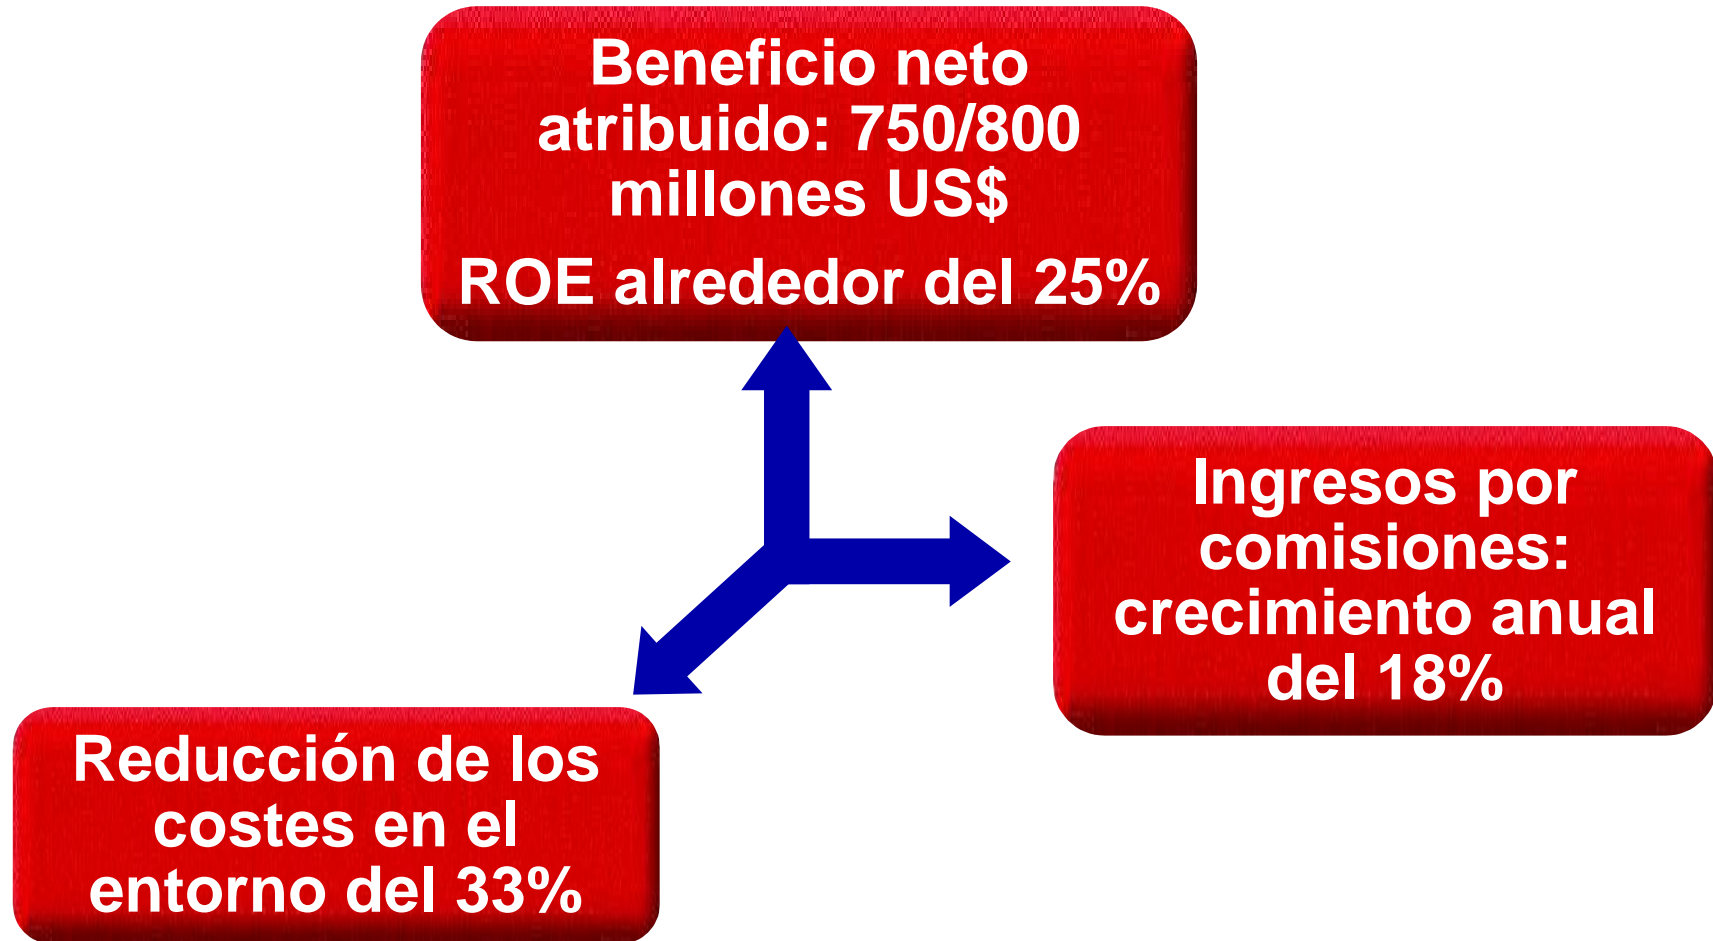 Beneficio neto
atribuido: 750/800
millones US$
ROE alrededor del 25%
Ingresos por
comisiones:
crecimiento anual
del 18%
Reducción de los
costes en el
entorno del 33%